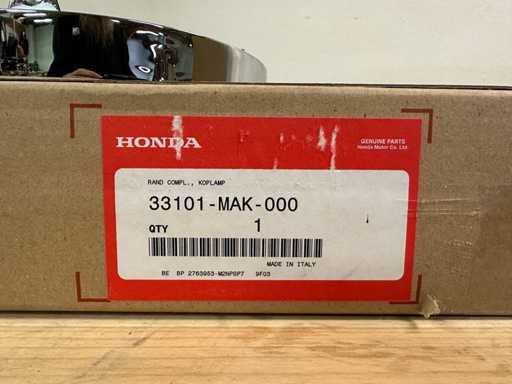 HONDA
GENUINE PARTS
Honda Motor Co. Ltd.
RAND COMPL., KOPLAMP
33101-MAK-000
QTY 1
MADE IN ITALY
BE BP 2763953-M2NPSP7 9F03